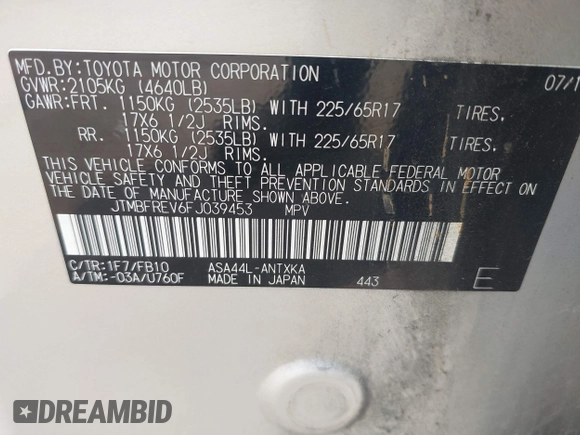 MFD.BY:TOYOTA MOTOR CORPORATION 07/1
GVWR:2105KG (4640LB)
GAWR:FRT. 1150KG (2535LB) WITH 225/65R17 TIRES.
17X6 1/2J RIMS.
RR. 1150KG (2535LB) WITH 225/65R17 TIRES.
17X6 1/2J RIMS.
THIS VEHICLE CONFORMS TO ALL APPLICABLE FEDERAL MOTOR
VEHICLE SAFETY AND THEFT PREVENTION STANDARDS IN EFFECT ON
THE DATE OF MANUFACTURE SHOWN ABOVE.
JTMBFREV6FJ039453 MPV
C/TR:1F7/FB10 ASA44L-ANTXKA
A/TM:-03A/U760F MADE IN JAPAN 443 E
DREAMBID